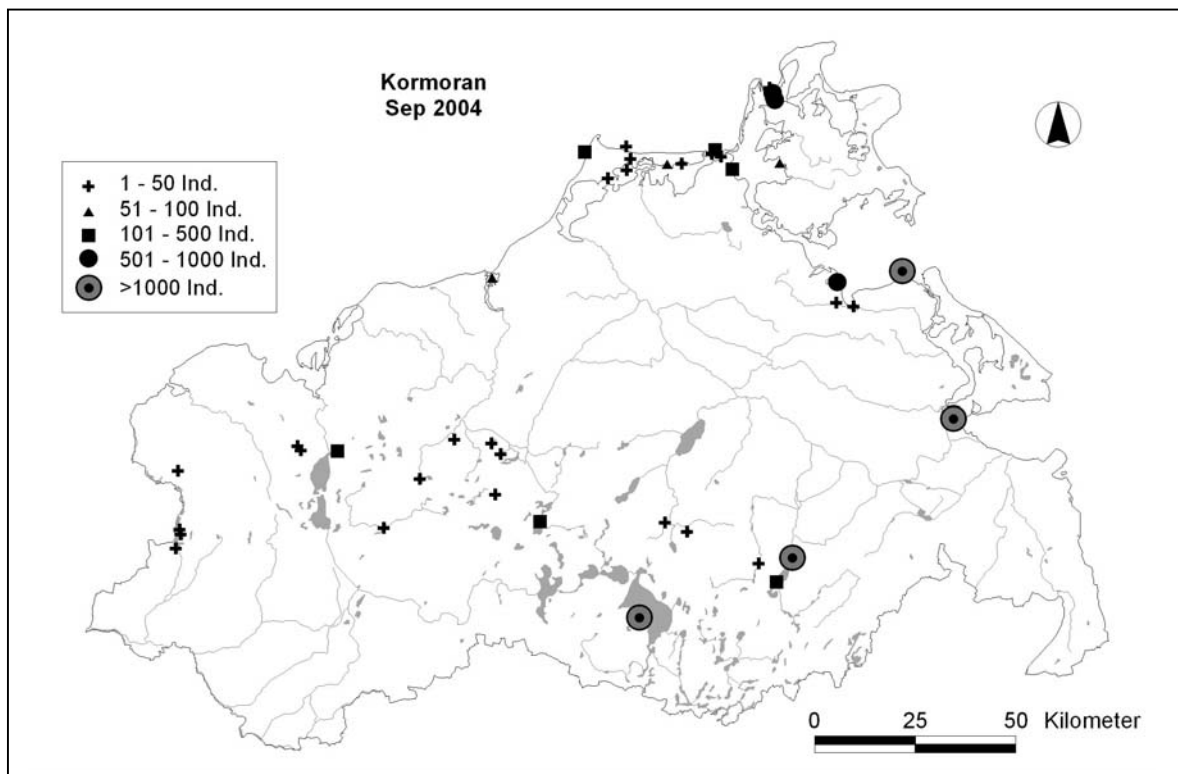 Kormoran
Sep 2004
1 - 50 Ind.
51 - 100 Ind.
101 - 500 Ind.
501 - 1000 Ind.
>1000 Ind.
0 25 50 Kilometer